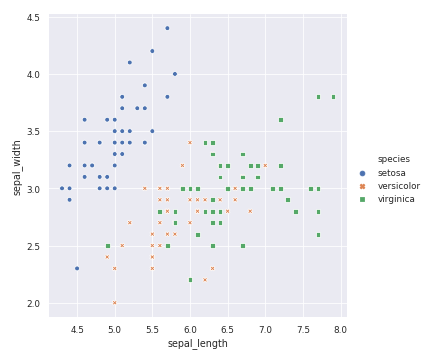 4.5
4.0
3.5
3.0
2.5
2.0
sepal_width
4.5 5.0 5.5 6.0 6.5 7.0 7.5 8.0
sepal_length
species
setosa
versicolor
virginica